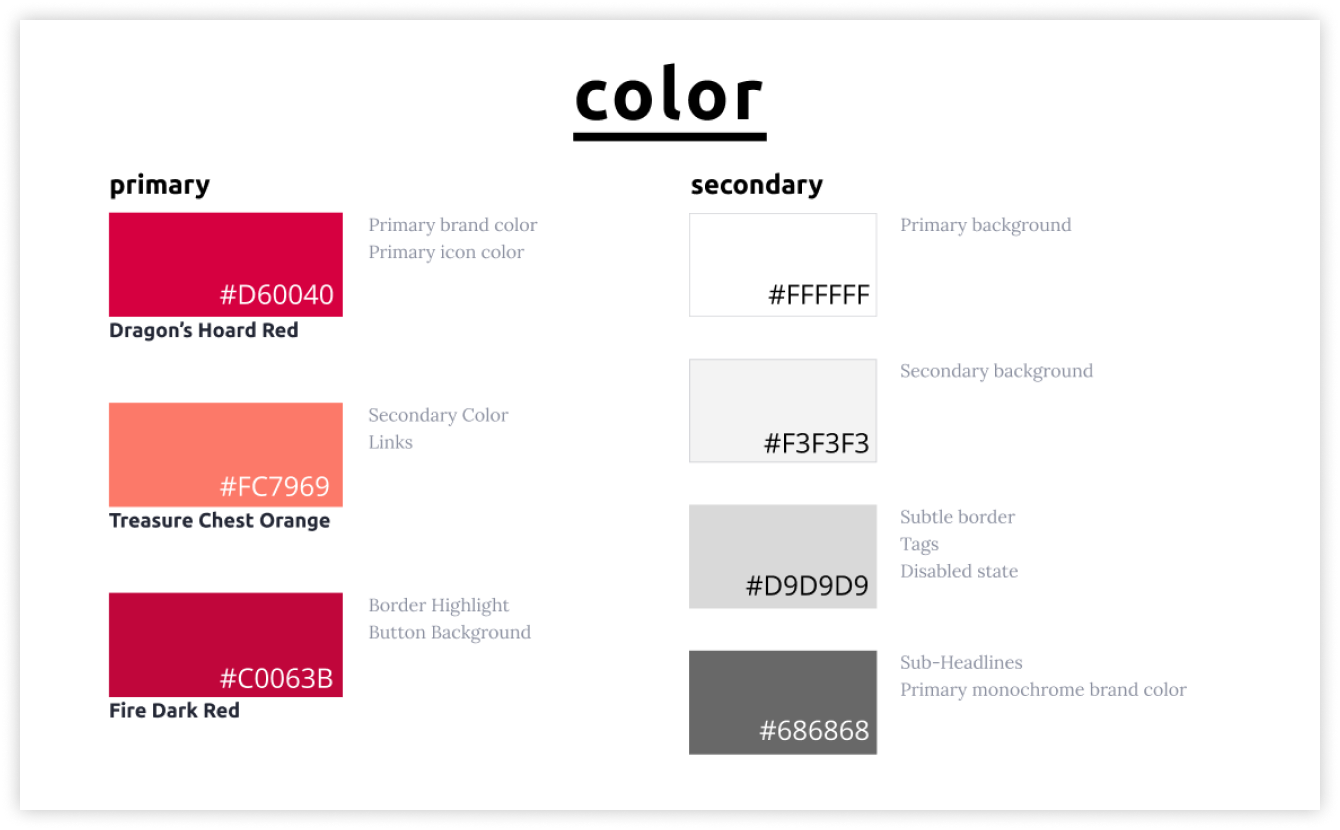 color
primary
#D60040
Dragon’s Hoard Red
Primary brand color
Primary icon color
#FC7969
Treasure Chest Orange
Secondary Color
Links
#C0063B
Fire Dark Red
Border Highlight
Button Background
secondary
#FFFFFF
Primary background
#F3F3F3
Secondary background
#D9D9D9
Subtle border
Tags
Disabled state
#686868
Sub-Headlines
Primary monochrome brand color